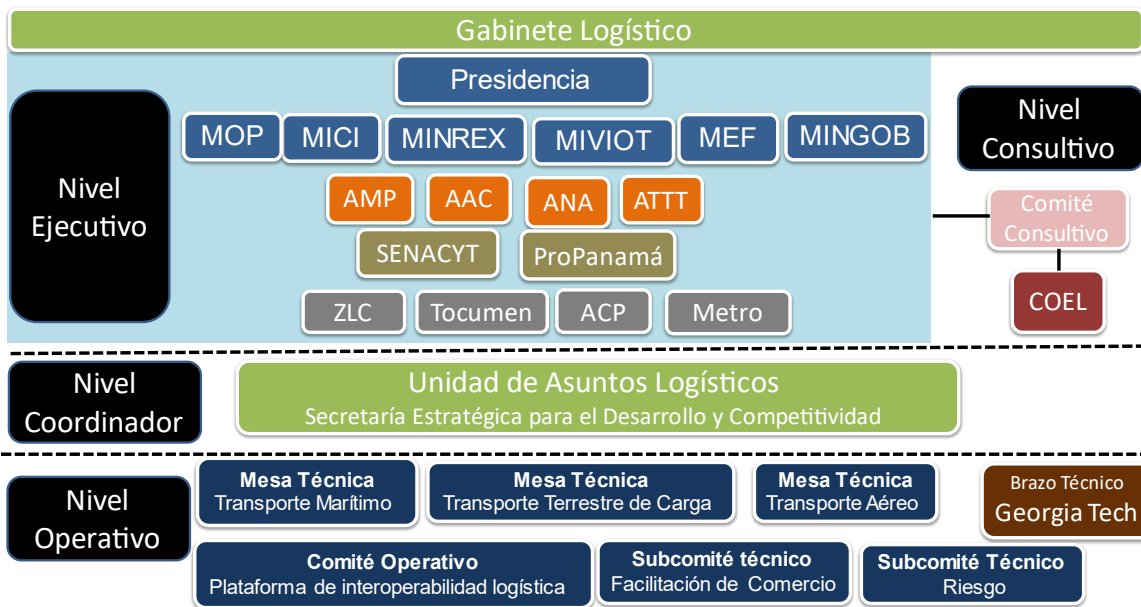 Gabinete Logístico
Presidencia
Nivel
Ejecutivo
MOP
MICI
MINREX
MIVIOT
MEF
MINGOB
AMP
AAC
ANA
ATTT
SENACYT
ProPanamá
ZLC
Tocumen
ACP
Metro
Nivel
Consultivo
Comité
Consultivo
COEL
Nivel
Coordinador
Unidad de Asuntos Logísticos
Secretaría Estratégica para el Desarrollo y Competitividad
Nivel
Operativo
Mesa Técnica
Transporte Marítimo
Mesa Técnica
Transporte Terrestre de Carga
Mesa Técnica
Transporte Aéreo
Brazo Técnico
Georgia Tech
Comité Operativo
Plataforma de interoperabilidad logística
Subcomité técnico
Facilitación de Comercio
Subcomité Técnico
Riesgo